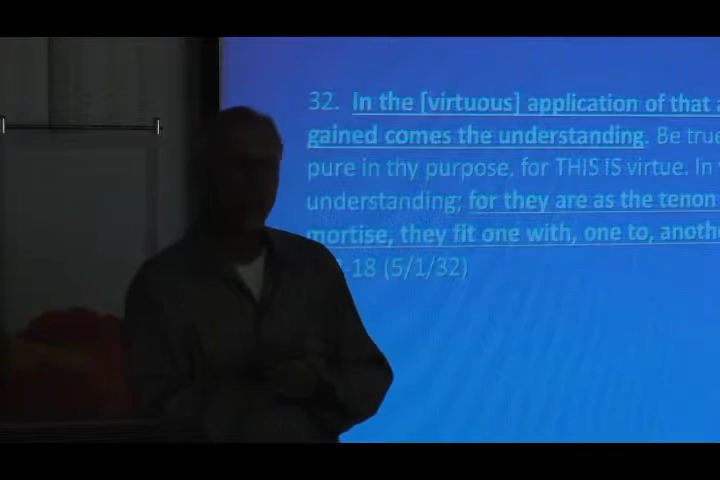 32. In the [virtuous] application of that
gained comes the understanding. Be true
pure in thy purpose, for THIS IS virtue. In
understanding; for they are as the tenon
mortise, they fit one with, one to, anothe
-18 (5/1/32)